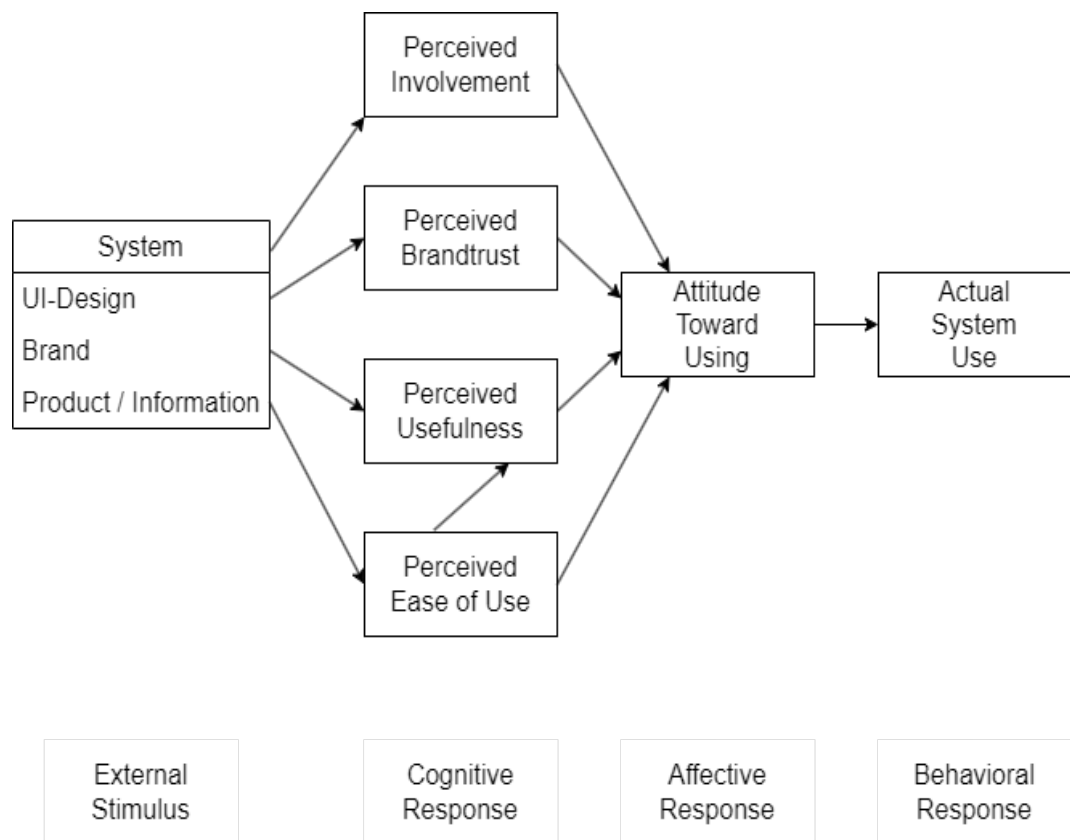 Perceived
Involvement
Perceived
Brandtrust
System
UI-Design
Brand
Product / Information
Attitude
Toward
Using
Actual
System
Use
Perceived
Usefulness
Perceived
Ease of Use
External
Stimulus
Cognitive
Response
Affective
Response
Behavioral
Response